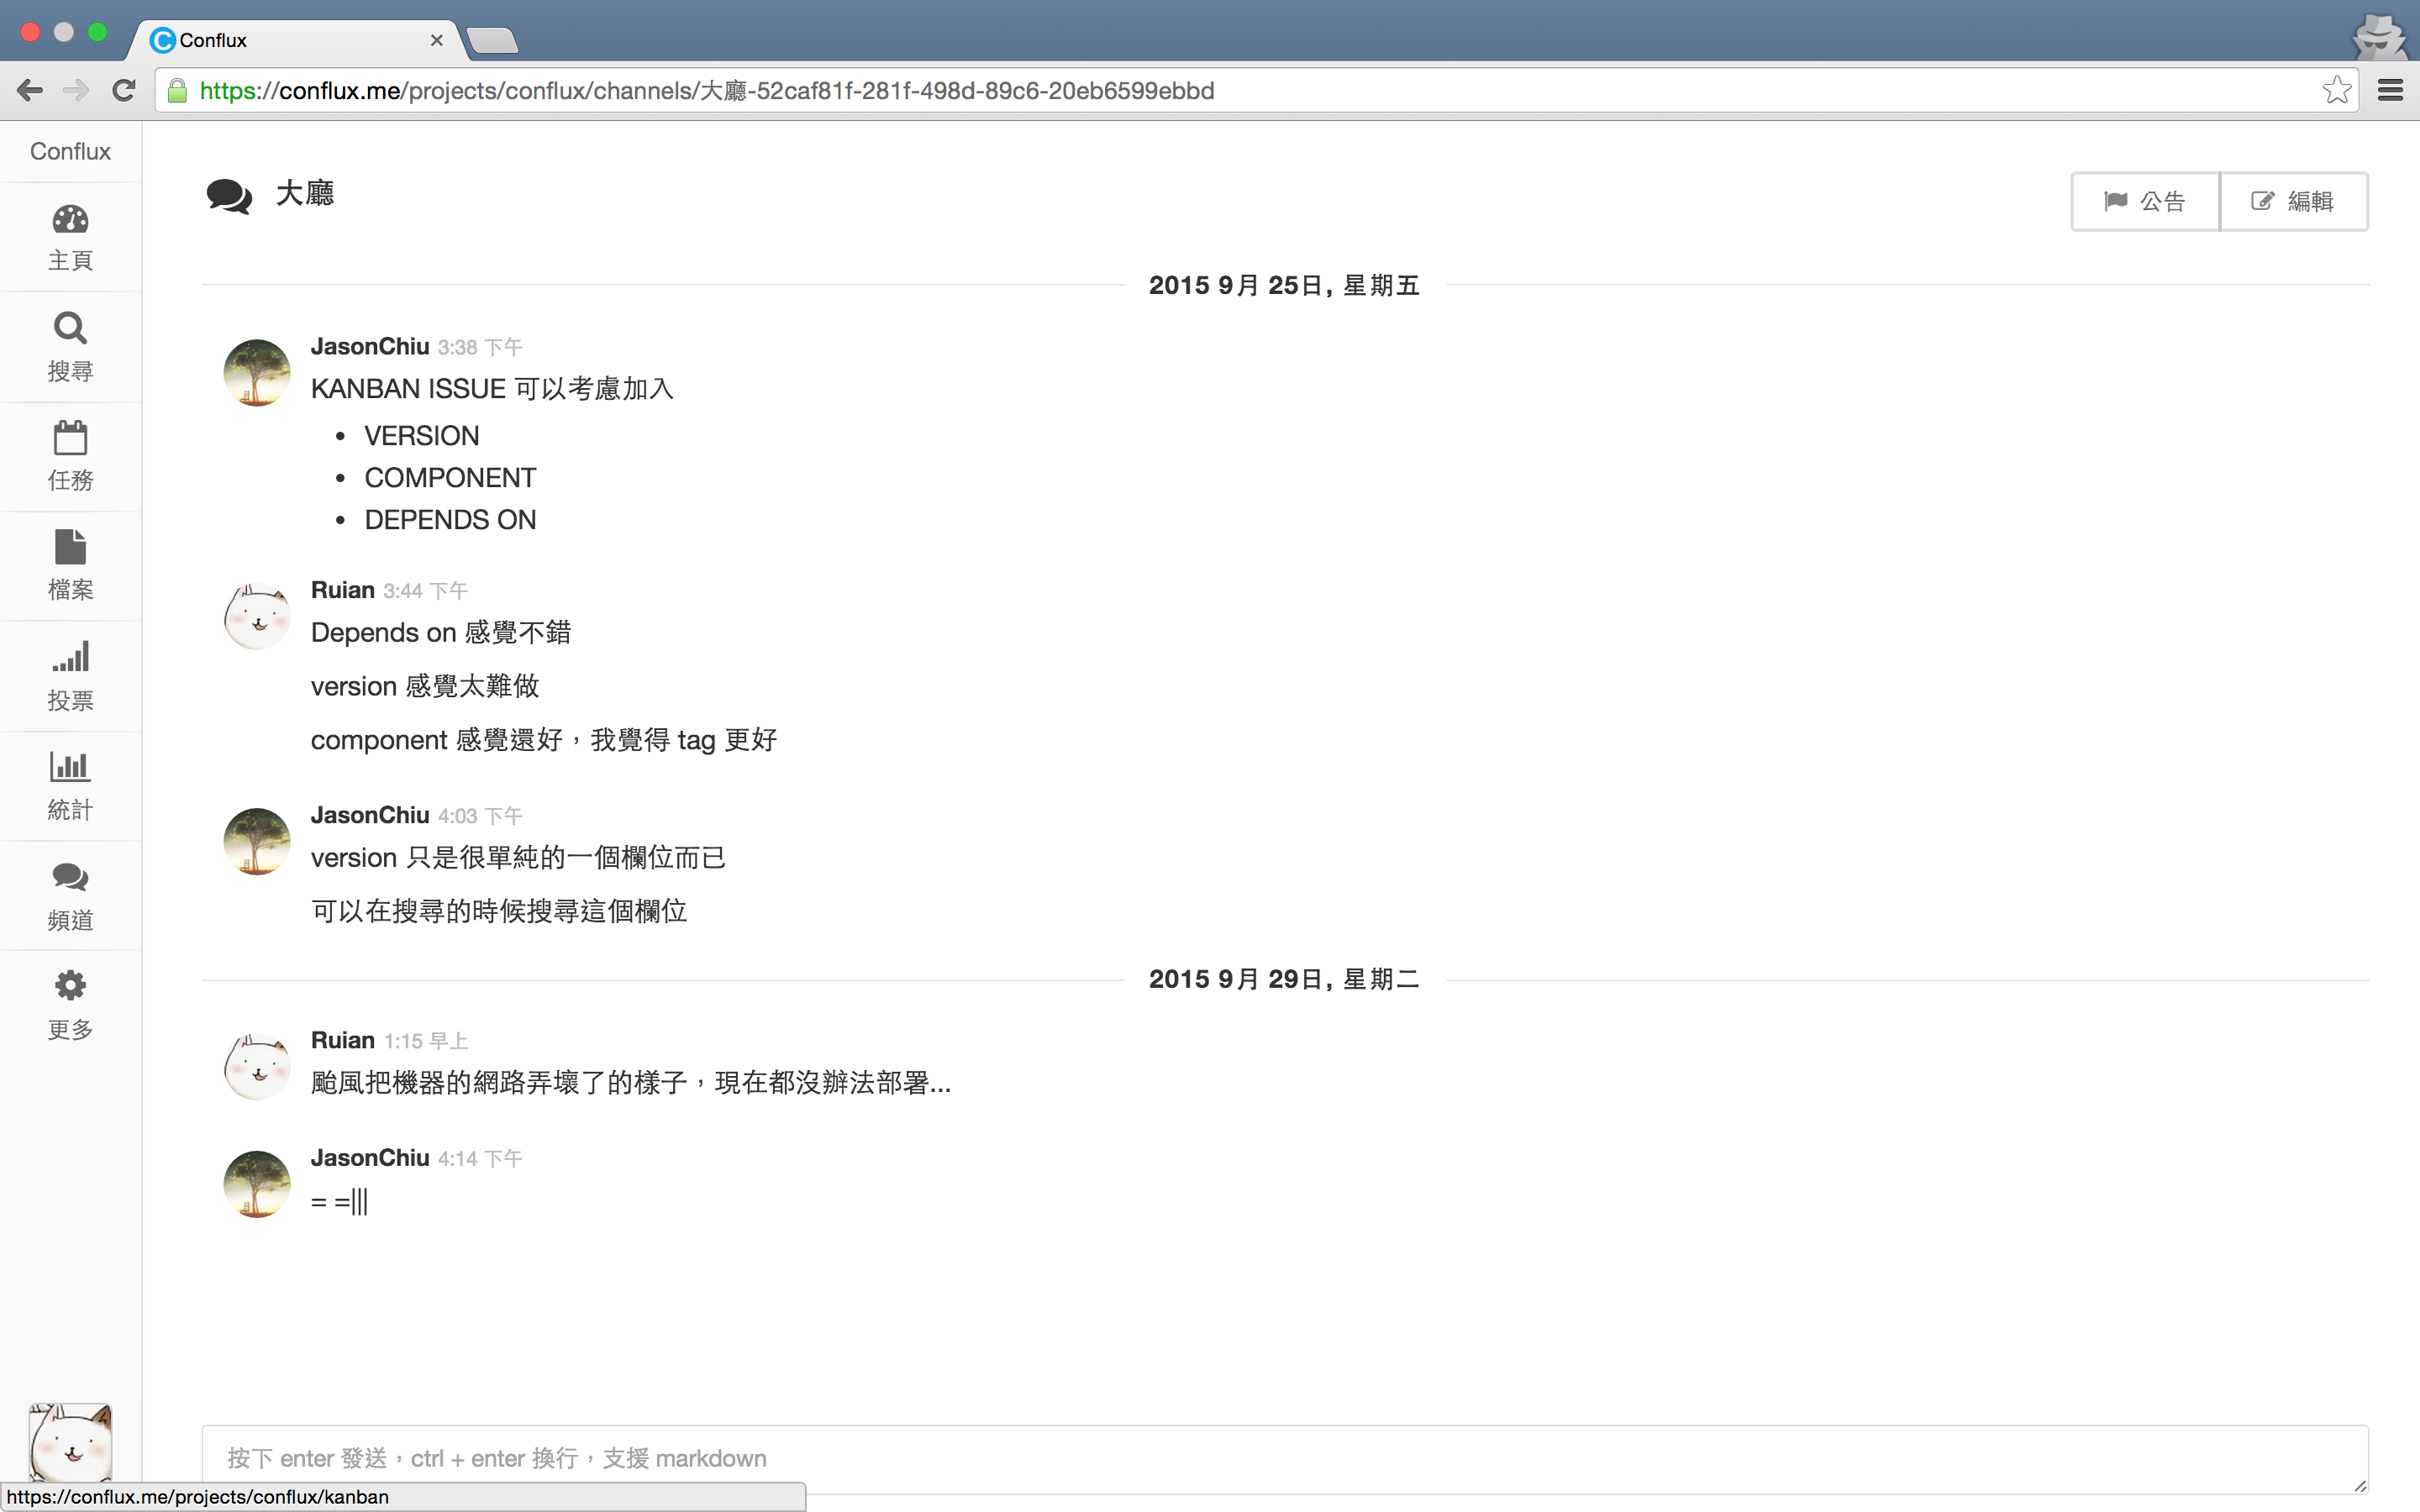 Conflux
https://conflux.me/projects/conflux/channels/大廳-52caf81f-281f-498d-89c6-20eb6599ebbd
Conflux
主頁
搜尋
任務
檔案
投票
統計
頻道
更多
大廳
公告
編輯
2015 9月 25日, 星期五
JasonChiu 3:38 下午
KANBAN ISSUE 可以考慮加入
• VERSION
• COMPONENT
• DEPENDS ON
Ruian 3:44 下午
Depends on 感覺不錯
version 感覺太難做
component 感覺還好，我覺得 tag 更好
JasonChiu 4:03 下午
version 只是很單純的一個欄位而已
可以在搜尋的時候搜尋這個欄位
2015 9月 29日, 星期二
Ruian 1:15 早上
颱風把機器的網路弄壞了的樣子，現在都沒辦法部署...
JasonChiu 4:14 下午
= =|||
按下 enter 發送，ctrl + enter 換行，支援 markdown
https://conflux.me/projects/conflux/kanban